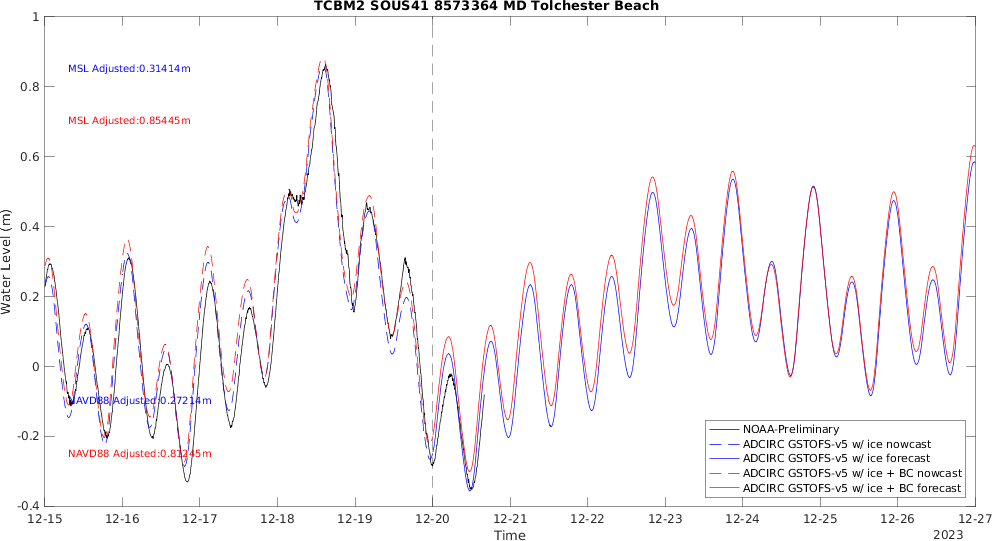 TCBM2 SOUS41 8573364 MD Tolchester Beach
Water Level (m)
1
0.8
0.6
0.4
0.2
0
-0.2
-0.4
MSL Adjusted:0.31414m
MSL Adjusted:0.85445m
NAVD88 Adjusted:0.27214m
NAVD88 Adjusted:0.81245m
NOAA-Preliminary
ADCIRC GSTOFS-v5 w/ ice nowcast
ADCIRC GSTOFS-v5 w/ ice forecast
ADCIRC GSTOFS-v5 w/ ice + BC nowcast
ADCIRC GSTOFS-v5 w/ ice + BC forecast
12-15 12-16 12-17 12-18 12-19 12-20 12-21 12-22 12-23 12-24 12-25 12-26 12-27
Time
2023